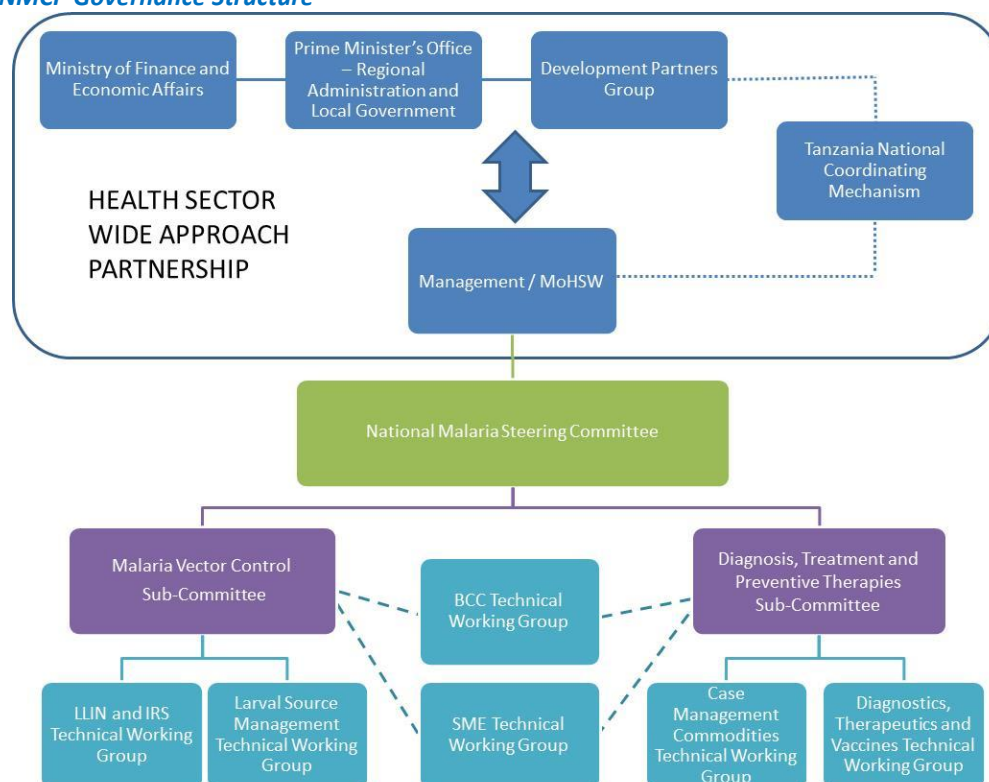 NMCP Governance Structure
Ministry of Finance and
Economic Affairs
Prime Minister's Office
– Regional
Administration and
Local Government
Development Partners
Group
Tanzania National
Coordinating
Mechanism
HEALTH SECTOR
WIDE APPROACH
PARTNERSHIP
Management / MoHSW
National Malaria Steering Committee
Malaria Vector Control
Sub-Committee
BCC Technical
Working Group
Diagnosis, Treatment and
Preventive Therapies
Sub-Committee
LLIN and IRS
Technical Working
Group
Larval Source
Management
Technical Working
Group
SME Technical
Working Group
Case
Management
Commodities
Technical Working
Group
Diagnostics,
Therapeutics and
Vaccines Technical
Working Group